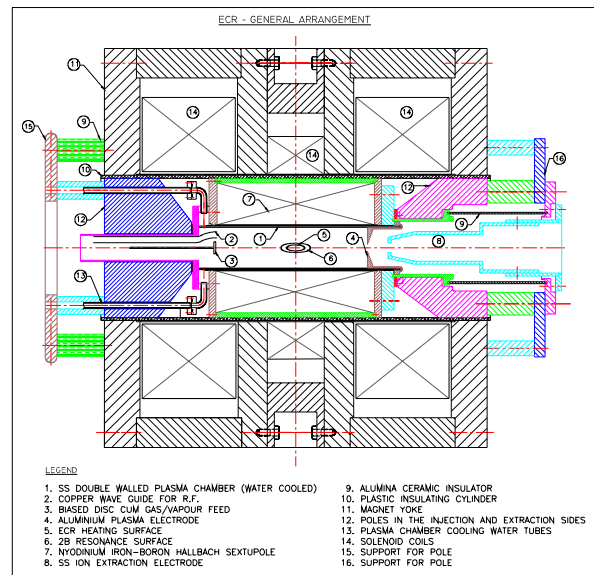 ECR - GENERAL ARRANGEMENT
11
14
14
15
9
16
14
10
12
7
12
9
1
5
8
2
4
6
3
13
LEGEND
1. SS DOUBLE WALLED PLASMA CHAMBER (WATER COOLED)
2. COPPER WAVE GUIDE FOR R.F.
3. BIASED DISC CUM GAS/VAPOUR FEED
4. ALUMINIUM PLASMA ELECTRODE
5. ECR HEATING SURFACE
6. 2B RESONANCE SURFACE
7. NYODINIUM IRON-BORON HALLBACH SEXTUPOLE
8. SS ION EXTRACTION ELECTRODE
9. ALUMINA CERAMIC INSULATOR
10. PLASTIC INSULATING CYLINDER
11. MAGNET YOKE
12. POLES IN THE INJECTION AND EXTRACTION SIDES
13. PLASMA CHAMBER COOLING WATER TUBES
14. SOLENOID COILS
15. SUPPORT FOR POLE
16. SUPPORT FOR POLE